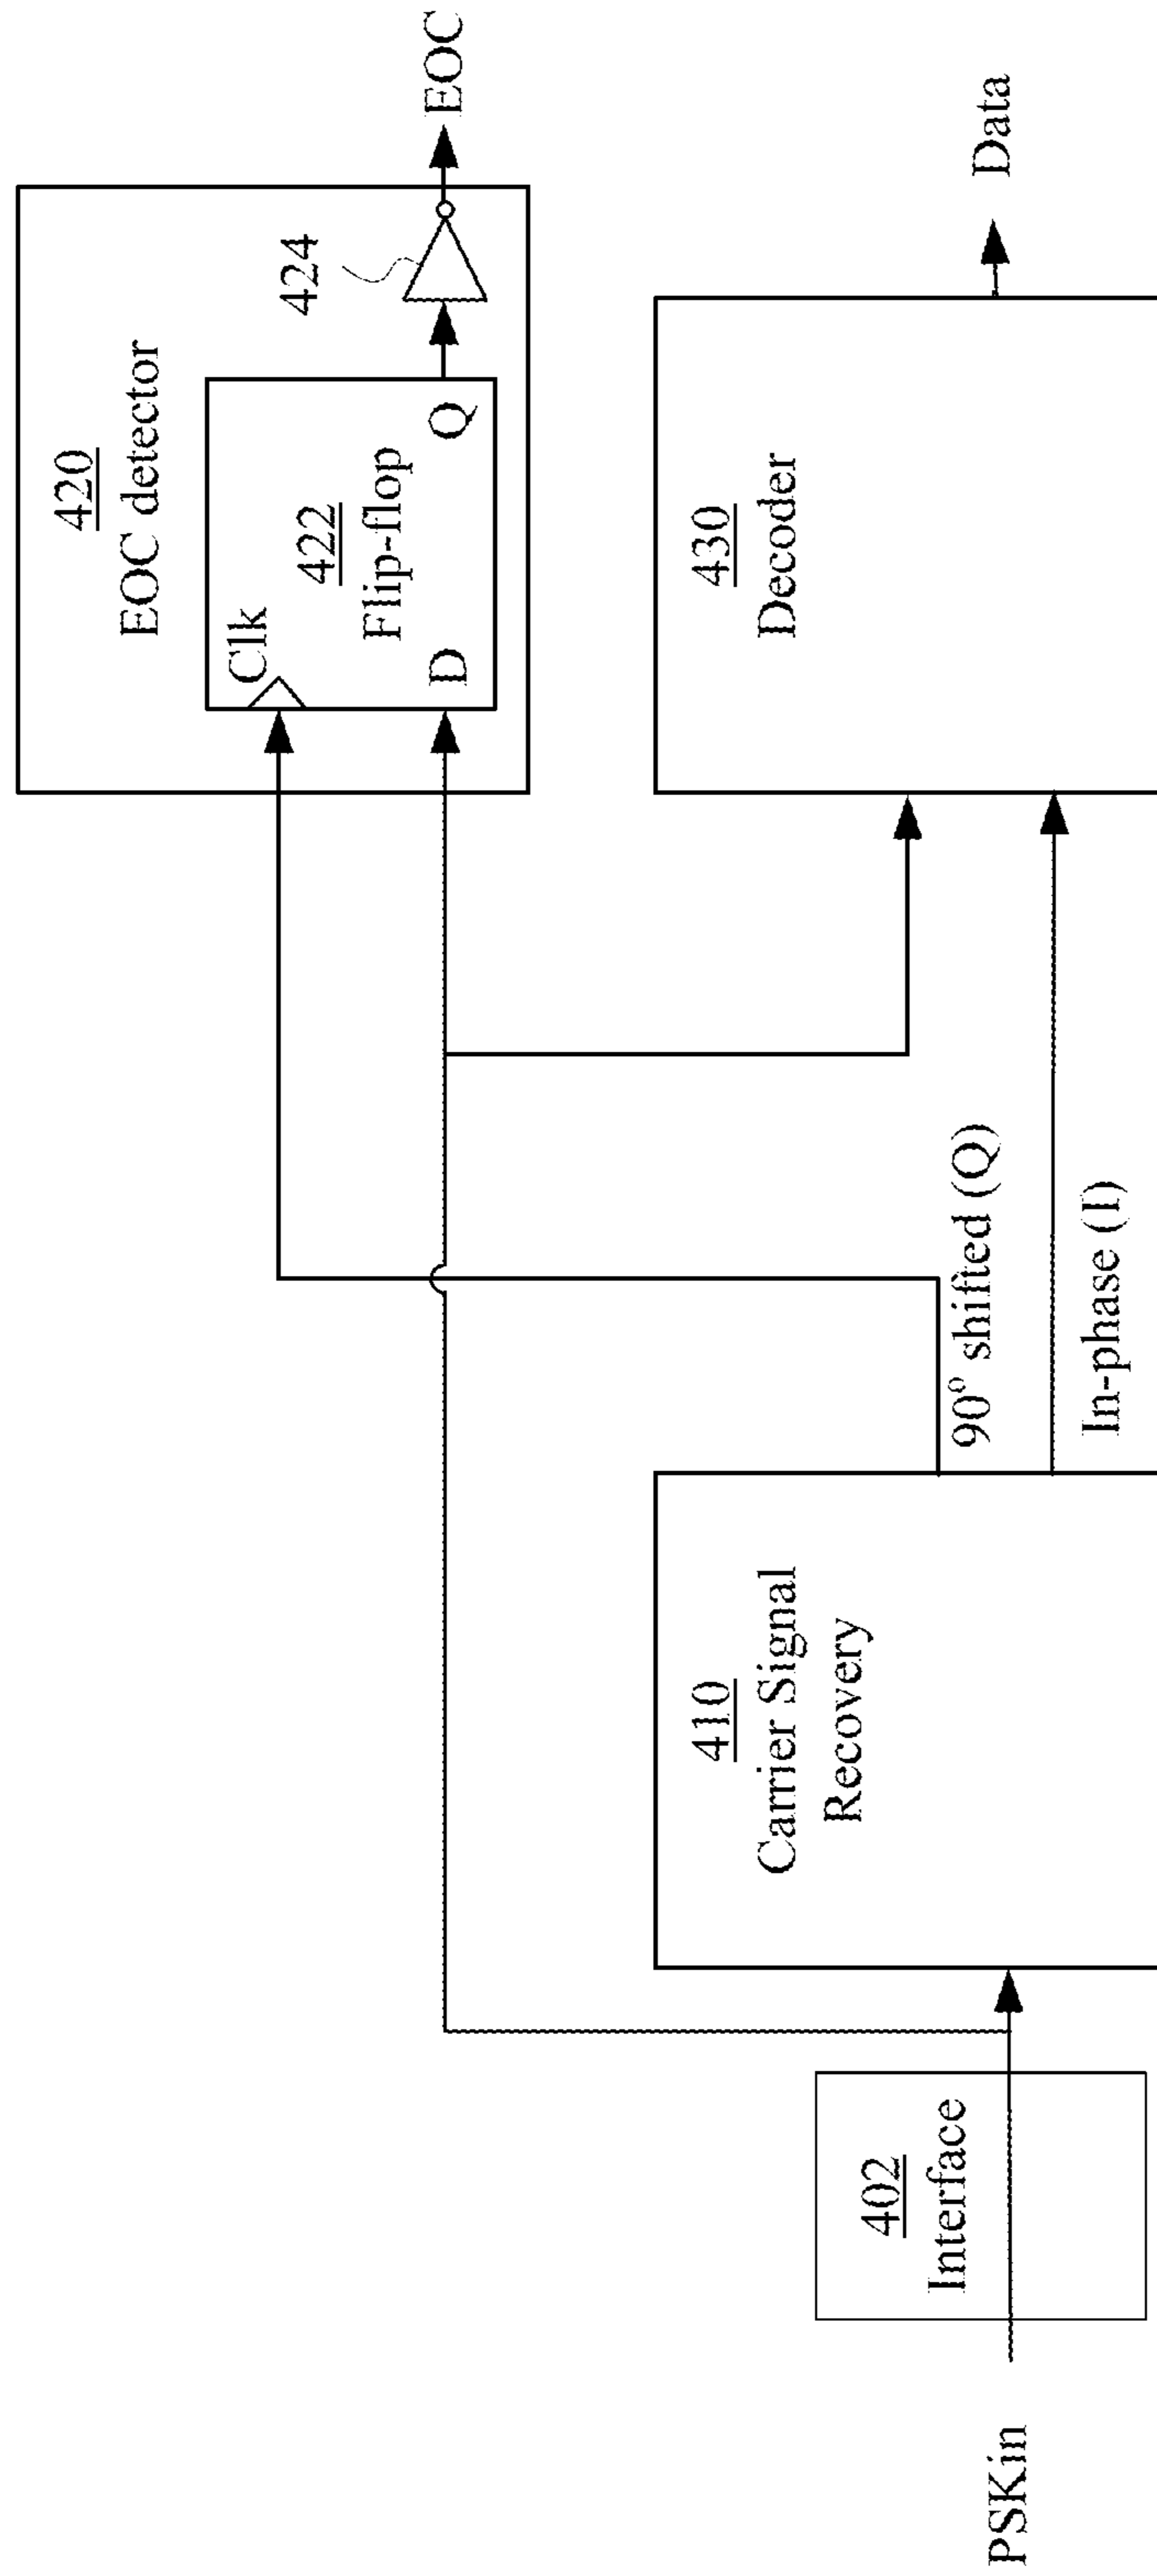 PSKin
402
Interface
410
Carrier Signal
Recovery
90° shifted (Q)
In-phase (I)
420
EOC detector
Clk
422
Flip-flop
D
Q
424
EOC
430
Decoder
Data